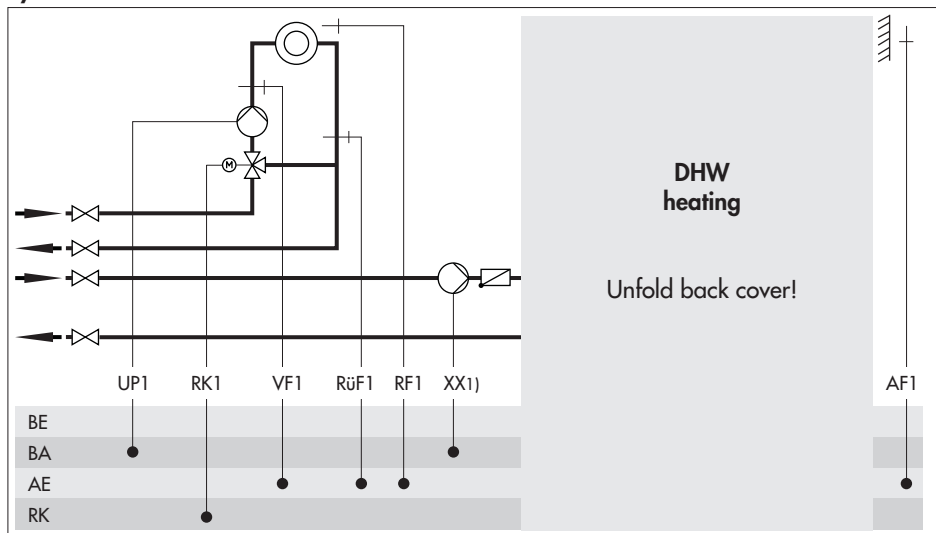 M
DHW
heating
Unfold back cover!
UP1 RK1 VF1 RüF1 RF1 XX1) AF1
BE
BA
AE
RK